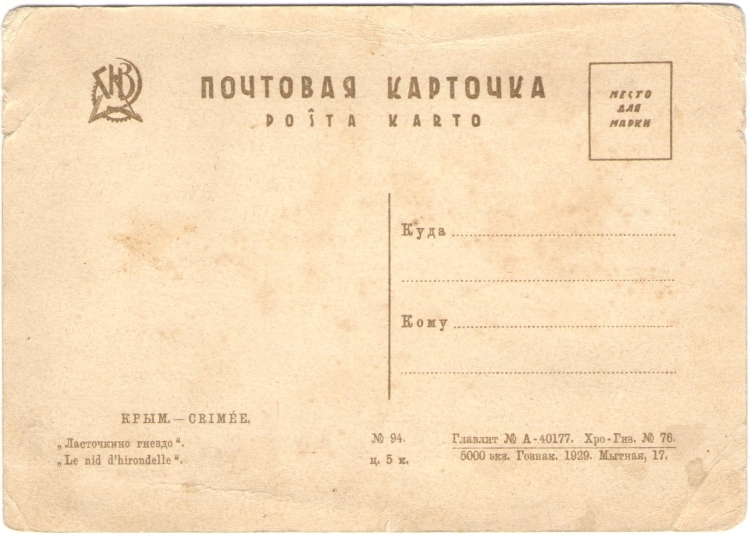 ПОЧТОВАЯ КАРТОЧКА
POŜTA KARTO
МЕСТО
ДЛЯ
МАРКИ
Куда
Кому
КРЫМ. — CRIMÉE.
„Ласточкино гнездо“.
„Le nid d'hirondelle“.
№ 94.
ц. 5 к.
Главлит № А - 40177. Хро-Гиз. № 76.
5000 экз. Гознак. 1929. Мытная, 17.